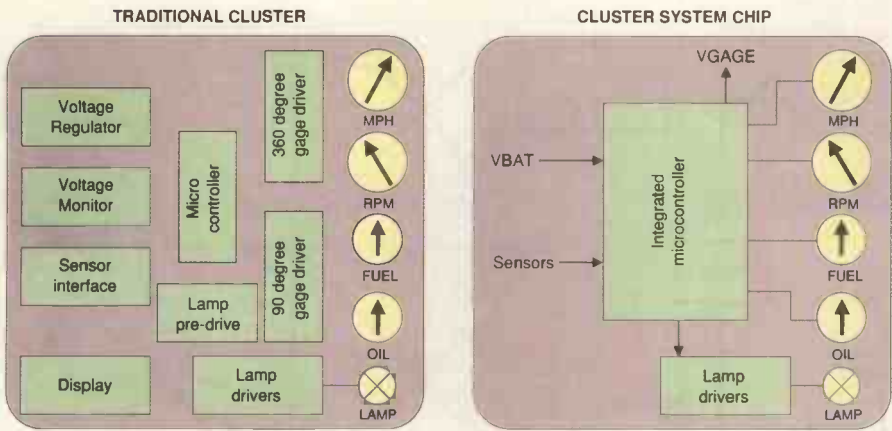 TRADITIONAL CLUSTER
Voltage
Regulator
Voltage
Monitor
Sensor
interface
Display
Micro
controller
Lamp
pre-drive
Lamp
drivers
360 degree
gage driver
90 degree
gage driver
MPH
RPM
FUEL
OIL
LAMP
CLUSTER SYSTEM CHIP
VGAGE
VBAT
Sensors
Integrated
microcontroller
Lamp
drivers
MPH
RPM
FUEL
OIL
LAMP